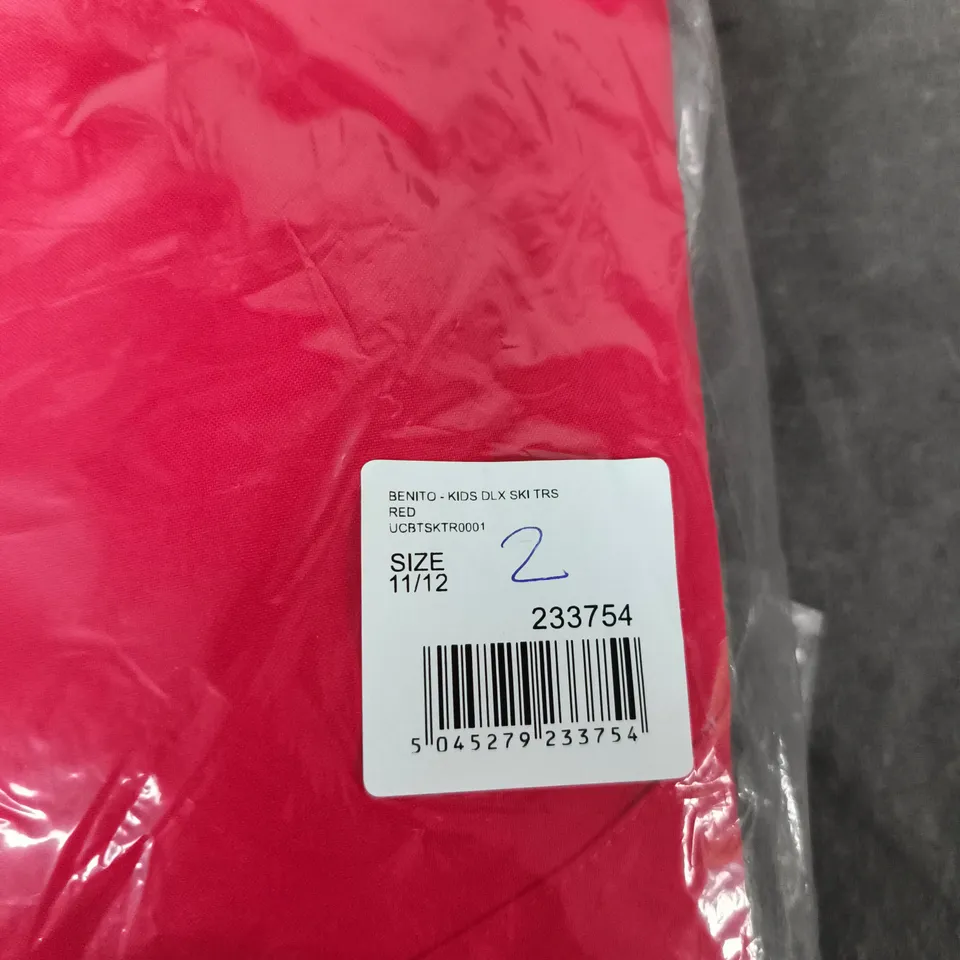 BENITO - KIDS DLX SKI TRS
RED
UCBTSKTR0001
SIZE 2
11/12
233754
5 045279 233754